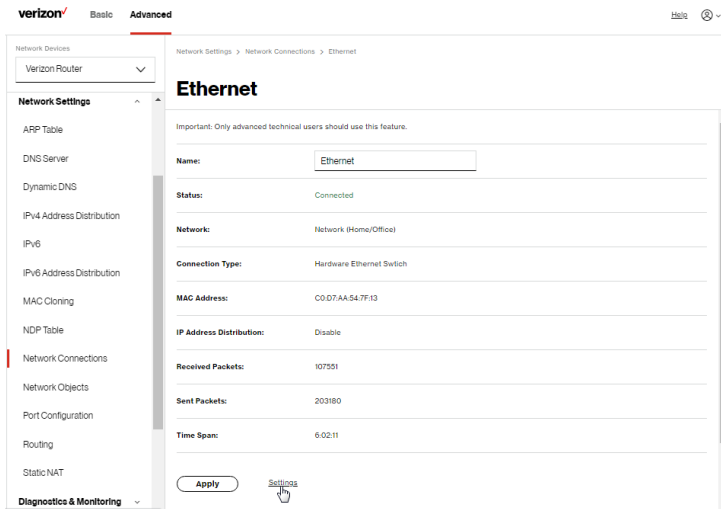 verizon Basic Advanced Help
Network Devices
Verizon Router
Network Settings
ARP Table
DNS Server
Dynamic DNS
IPv4 Address Distribution
IPv6
IPv6 Address Distribution
MAC Cloning
NDP Table
Network Connections
Network Objects
Port Configuration
Routing
Static NAT
Diagnostics & Monitoring
Network Settings > Network Connections > Ethernet
Ethernet
Important: Only advanced technical users should use this feature.
Name: Ethernet
Status: Connected
Network: Network (Home/Office)
Connection Type: Hardware Ethernet Swtich
MAC Address: C0:D7:AA:54:7F:13
IP Address Distribution: Disable
Received Packets: 107551
Sent Packets: 203180
Time Span: 6:02:11
Apply Settings